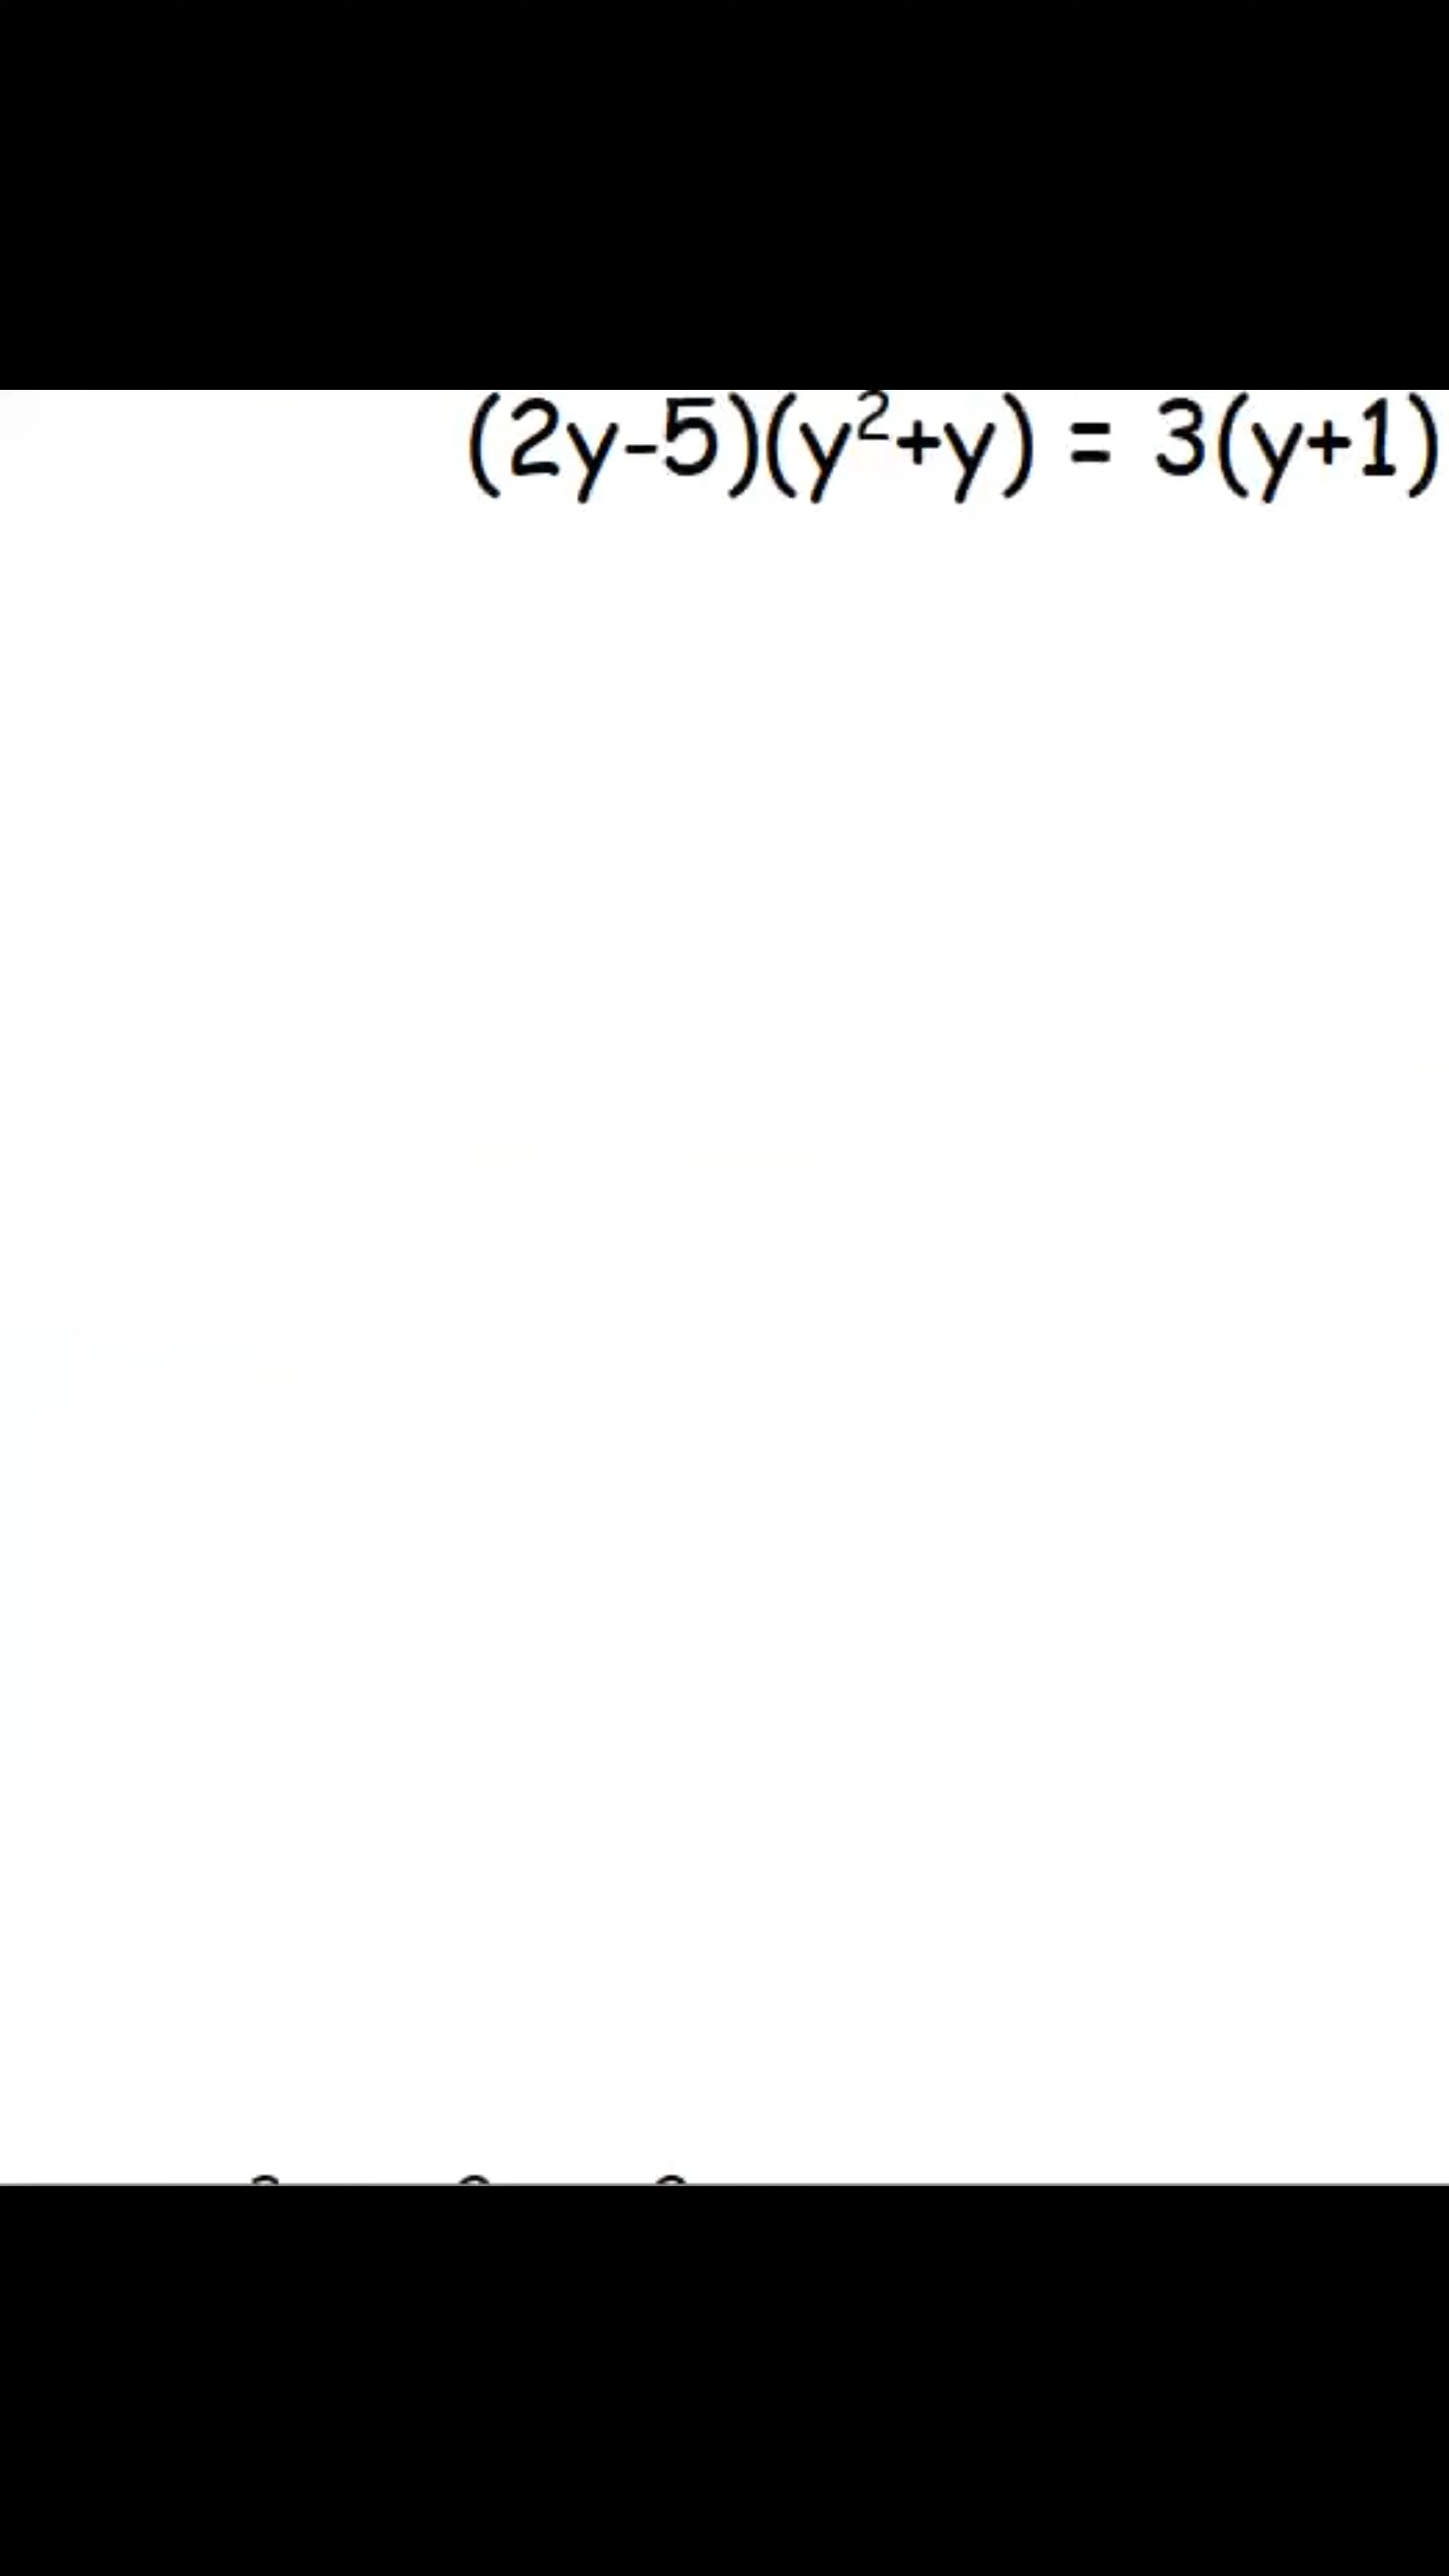 (2y-5)(y²+y) = 3(y+1)